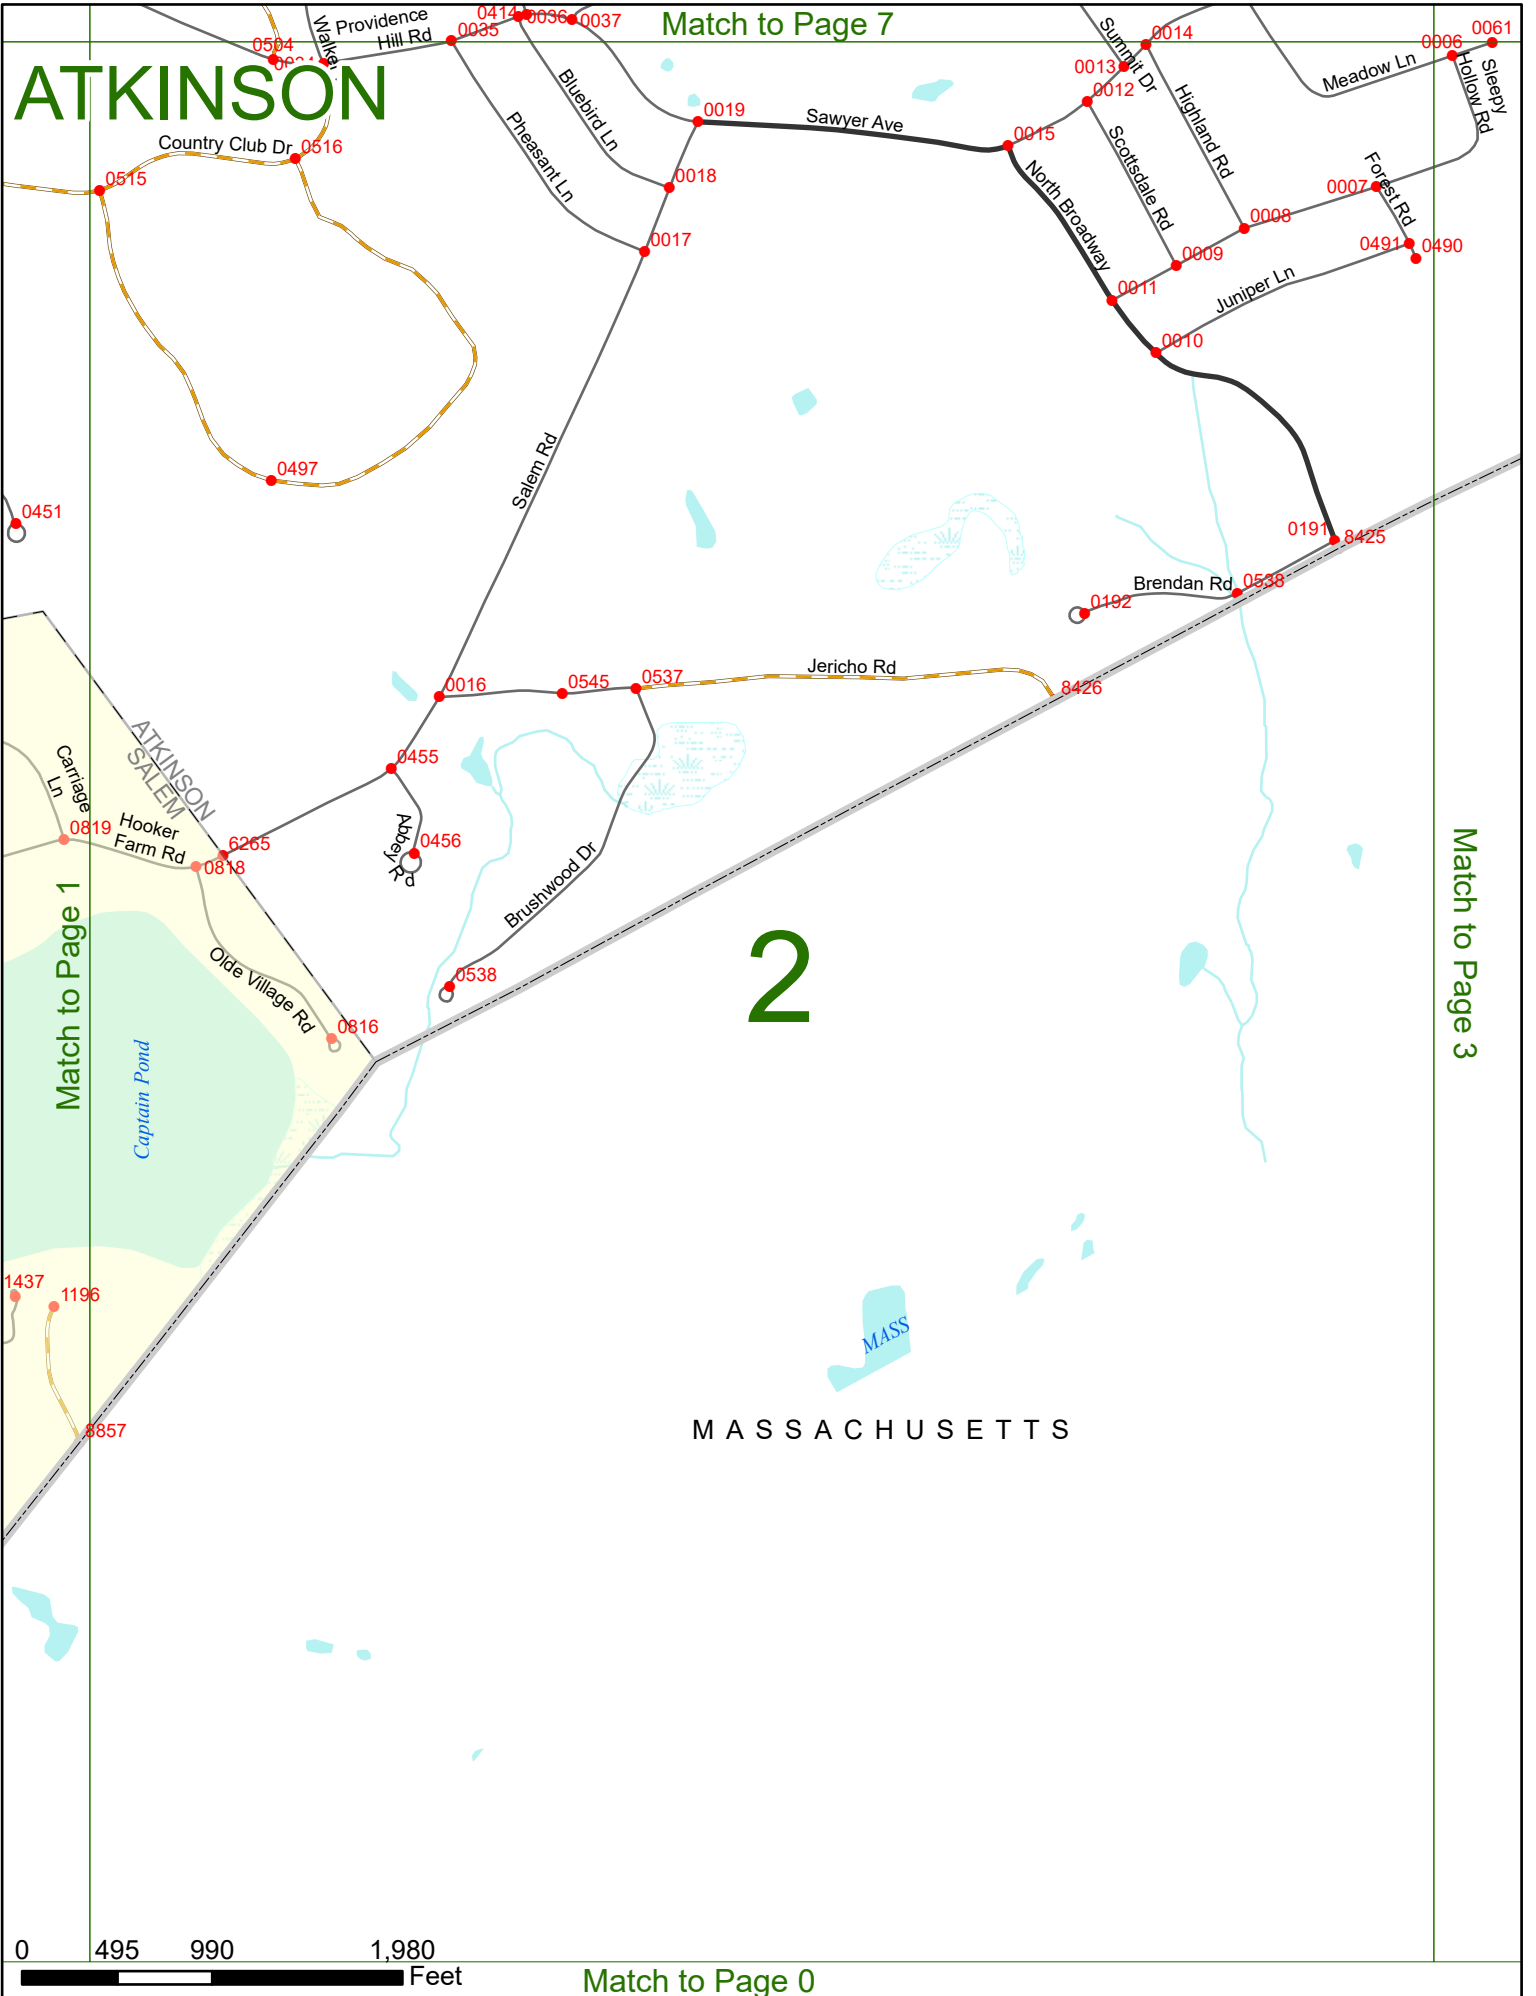 Match to Page 7
ATKINSON
Providence
Hill Rd
0414
0036
0037
0035
0504
Summit Dr
0014
0013
0012
0006
0061
Meadow Ln
Sleepy
Hollow Rd
Bluebird Ln
Pheasant Ln
0019
Sawyer Ave
0015
Highland Rd
Scottsdale Rd
Country Club Dr
0516
0515
0018
0017
North Broadway
0007
Forest Rd
0008
0009
0491
0490
0011
Juniper Ln
0010
Salem Rd
0497
0451
0191
8425
0538
Brendan Rd
0192
0016
0545
0537
Jericho Rd
8426
ATKINSON
SALEM
Carriage
Ln
0455
0819
Hooker
Farm Rd
6265
0818
Abbey Rd
0456
Brushwood Dr
0538
Olde Village Rd
0816
2
Match to Page 1
Match to Page 3
Captain Pond
1437
1196
8857
MASS
MASSACHUSETTS
0 495 990 1,980
Feet
Match to Page 0